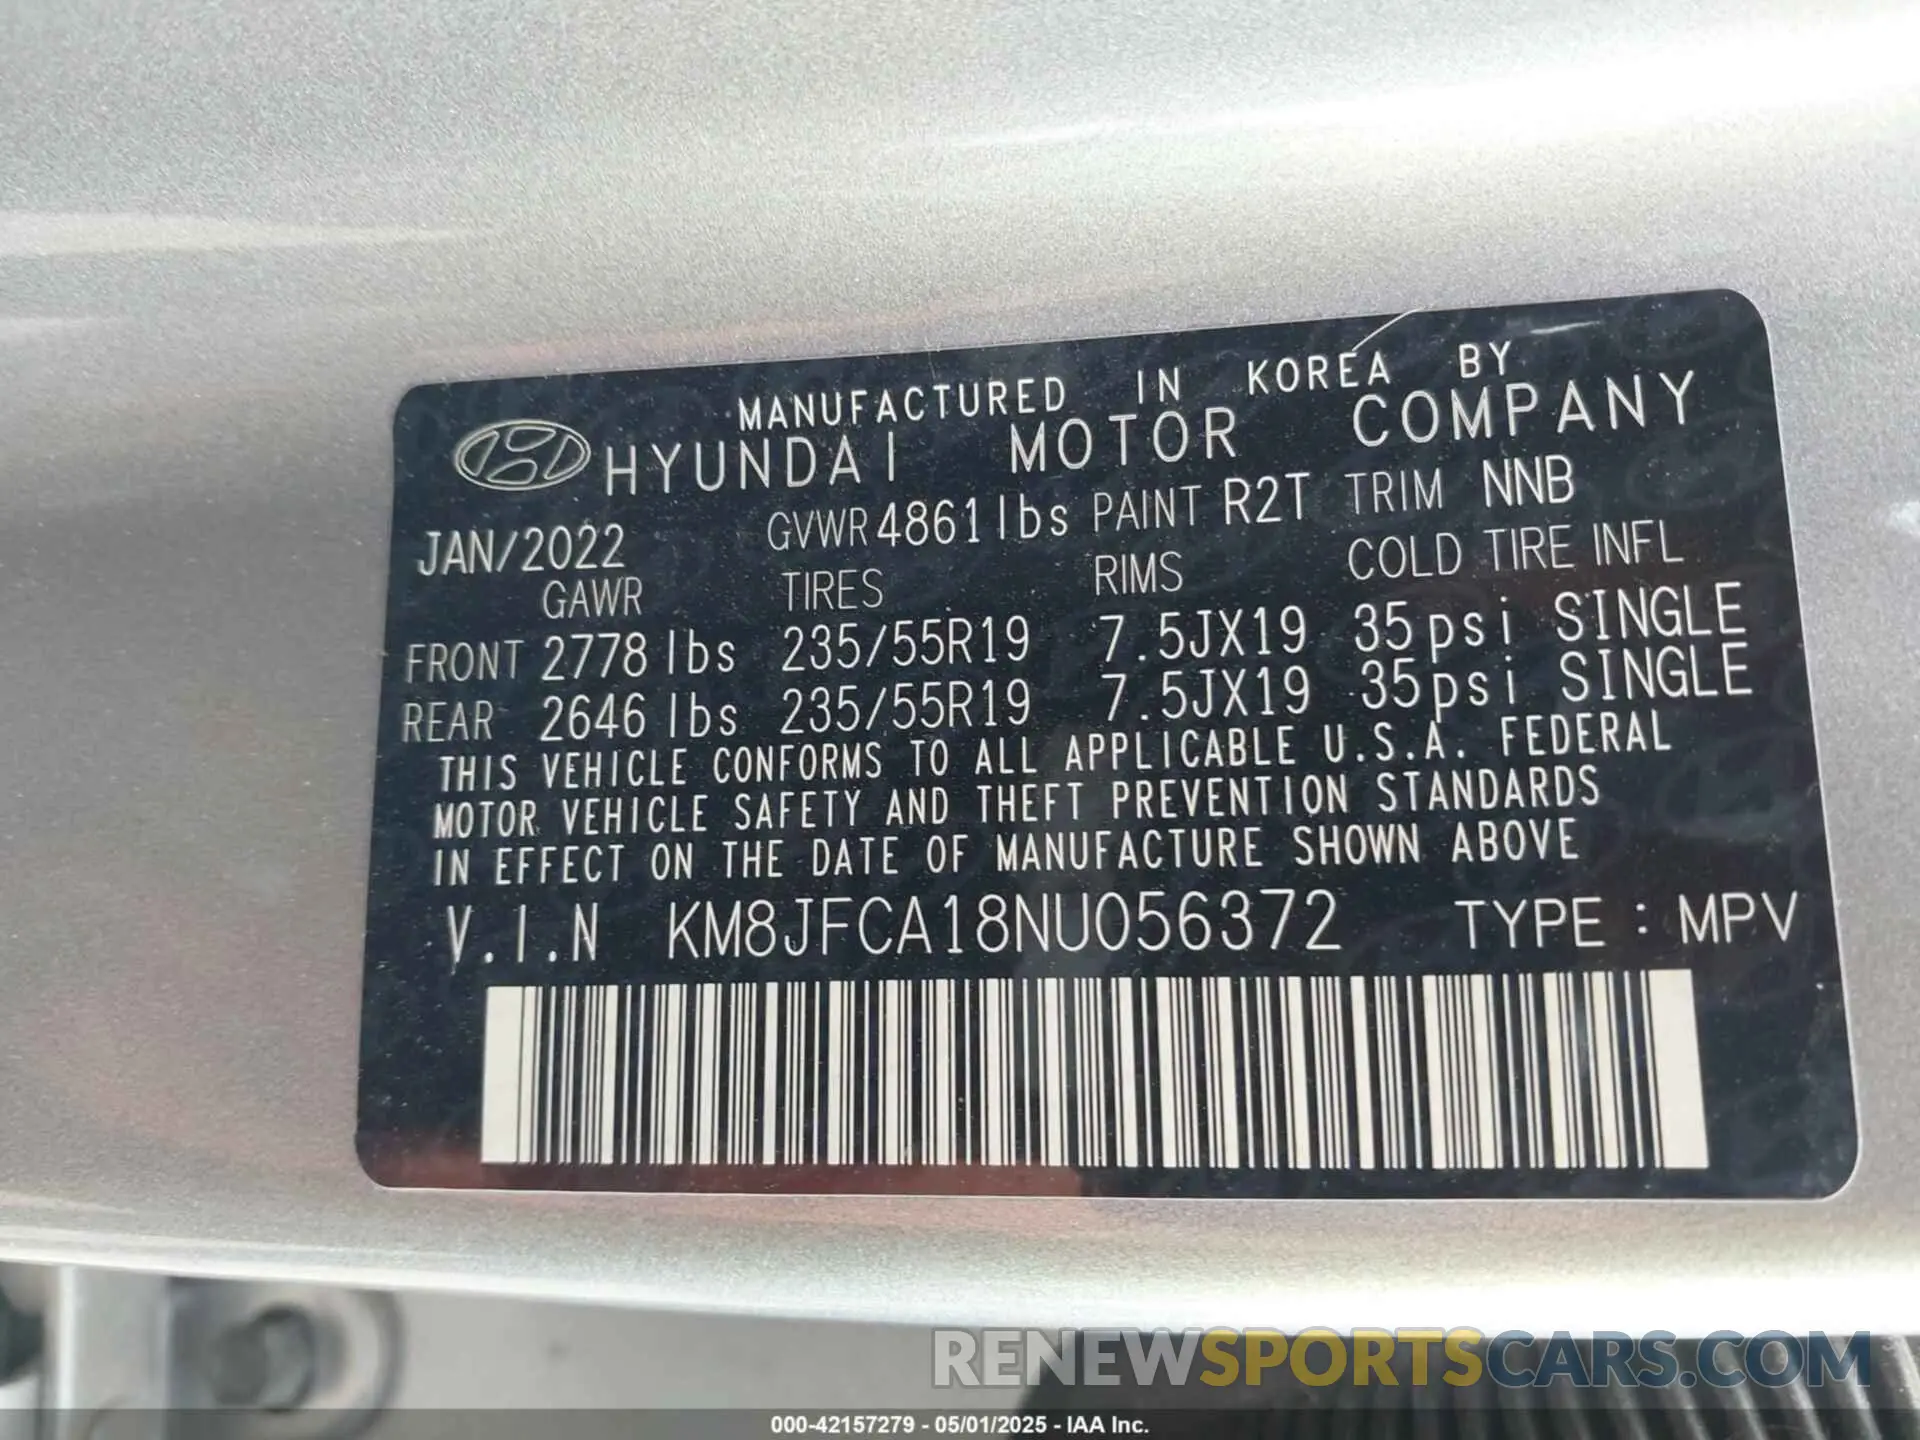 MANUFACTURED IN KOREA BY
HYUNDAI MOTOR COMPANY
JAN/2022 GVWR 4861 lbs PAINT R2T TRIM NNB
GAWR TIRES RIMS COLD TIRE INFL
FRONT 2778 lbs 235/55R19 7.5JX19 35psi SINGLE
REAR 2646 lbs 235/55R19 7.5JX19 35psi SINGLE
THIS VEHICLE CONFORMS TO ALL APPLICABLE U.S.A. FEDERAL
MOTOR VEHICLE SAFETY AND THEFT PREVENTION STANDARDS
IN EFFECT ON THE DATE OF MANUFACTURE SHOWN ABOVE
V.I.N KM8JFCA18NU056372 TYPE : MPV
RENEWSPORTSCARS.COM
000-42157279 - 05/01/2025 - IAA Inc.